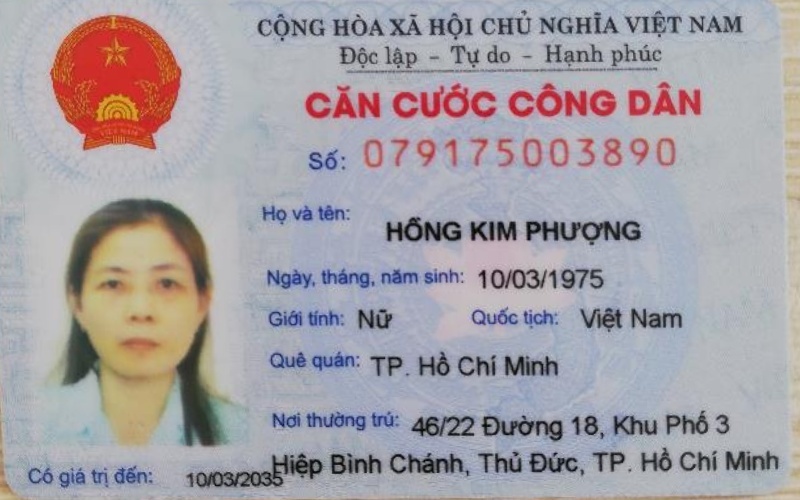 CỘNG HÒA XÃ HỘI CHỦ NGHĨA VIỆT NAM
Độc lập - Tự do - Hạnh phúc
CĂN CƯỚC CÔNG DÂN
Số: 079175003890
Họ và tên:
HỒNG KIM PHƯỢNG
Ngày, tháng, năm sinh: 10/03/1975
Giới tính: Nữ Quốc tịch: Việt Nam
Quê quán: TP. Hồ Chí Minh
Nơi thường trú: 46/22 Đường 18, Khu Phố 3
Hiệp Bình Chánh, Thủ Đức, TP. Hồ Chí Minh
Có giá trị đến: 10/03/2035
VIỆT NAM